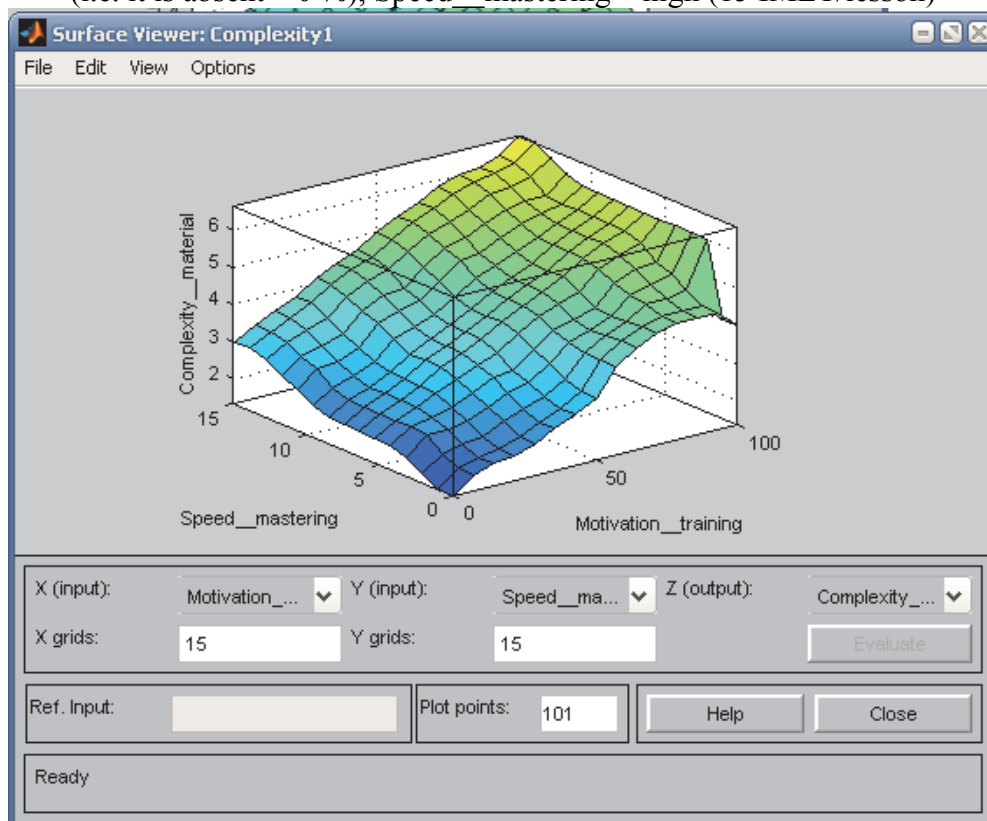 Surface Viewer: Complexity1
File Edit View Options
Complexity__material
6
5
4
3
2
15
10
5
0
0
50
100
Speed__mastering
Motivation__training
X (input): Motivation_... Y (input): Speed__ma... Z (output): Complexity_...
X grids: 15 Y grids: 15 Evaluate
Ref. Input: Plot points: 101 Help Close
Ready